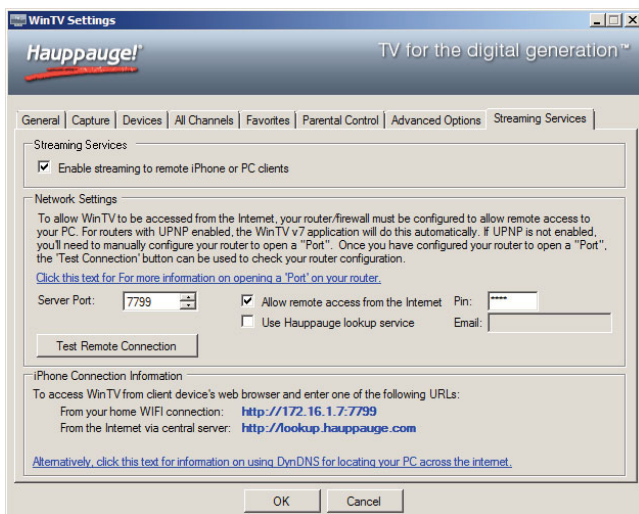 WinTV Settings
Hauppauge!
TV for the digital generation™
General Capture Devices All Channels Favorites Parental Control Advanced Options Streaming Services
Streaming Services
Enable streaming to remote iPhone or PC clients
Network Settings
To allow WinTV to be accessed from the Internet, your router/firewall must be configured to allow remote access to
your PC. For routers with UPNP enabled, the WinTV v7 application will do this automatically. If UPNP is not enabled,
you'll need to manually configure your router to open a "Port". Once you have configured your router to open a "Port",
the 'Test Connection' button can be used to check your router configuration.
Click this text for For more information on opening a 'Port' on your router.
Server Port: 7799 Allow remote access from the Internet Pin: ****
Use Hauppauge lookup service Email:
Test Remote Connection
iPhone Connection Information
To access WinTV from client device's web browser and enter one of the following URLs:
From your home WIFI connection: http://172.16.1.7:7799
From the Internet via central server: http://lookup.hauppauge.com
Alternatively, click this text for information on using DynDNS for locating your PC across the internet.
OK Cancel